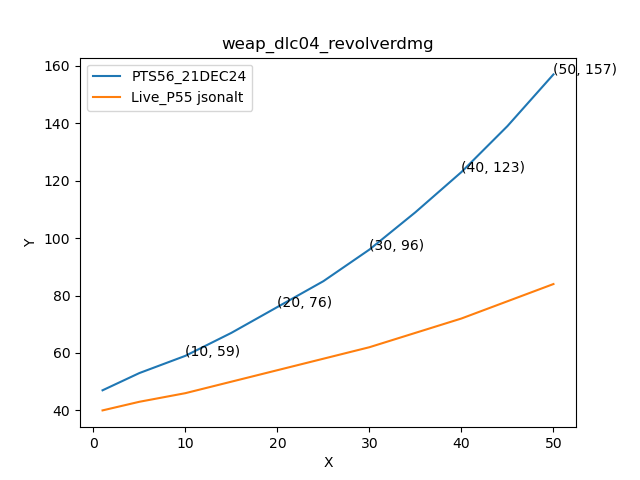 weap_dlc04_revolverdmg
PTS56_21DEC24
Live_P55 jsonalt
(50, 157)
(40, 123)
(30, 96)
(20, 76)
(10, 59)
160
140
120
100
80
60
40
Y
0 10 20 30 40 50
X